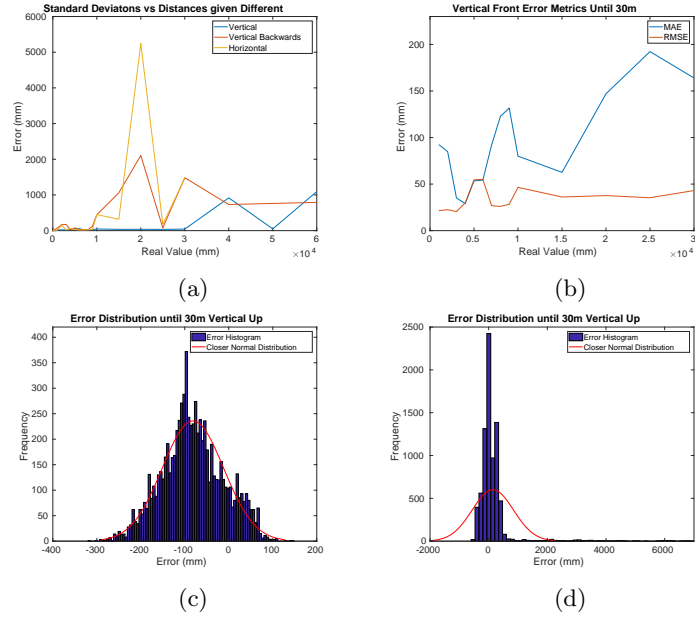 Standard Deviatons vs Distances given Different
Vertical
Vertical Backwards
Horizontal
Error (mm)
6000
5000
4000
3000
2000
1000
0
0 1 2 3 4 5 6
Real Value (mm)
×10^4
(a)
Vertical Front Error Metrics Until 30m
MAE
RMSE
Error (mm)
200
150
100
50
0
0 0.5 1 1.5 2 2.5 3
Real Value (mm)
×10^4
(b)
Error Distribution until 30m Vertical Up
Error Histogram
Closer Normal Distribution
Frequency
400
350
300
250
200
150
100
50
0
-400 -300 -200 -100 0 100 200
Error (mm)
(c)
Error Distribution until 30m Vertical Up
Error Histogram
Closer Normal Distribution
Frequency
2500
2000
1500
1000
500
0
-2000 0 2000 4000 6000
Error (mm)
(d)